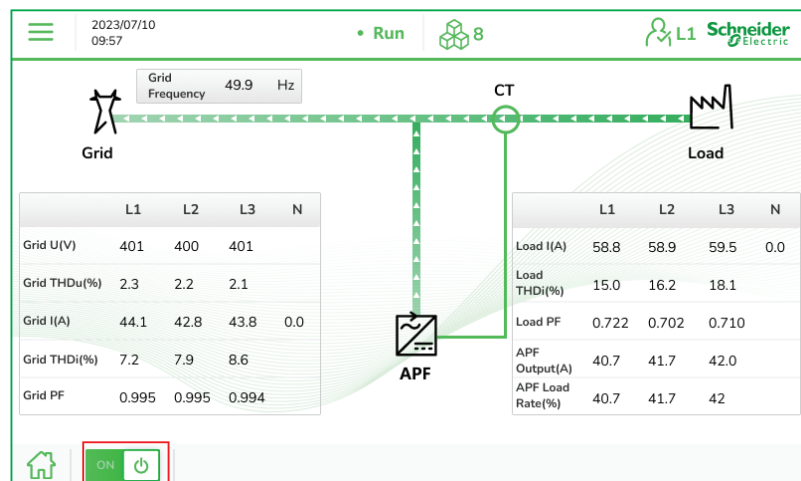 2023/07/10
09:57
• Run
8
L1
Schneider
Electric
Grid
Frequency 49.9 Hz
CT
Grid
Load
L1 L2 L3 N
Grid U(V) 401 400 401
Grid THDu(%) 2.3 2.2 2.1
Grid I(A) 44.1 42.8 43.8 0.0
Grid THDi(%) 7.2 7.9 8.6
Grid PF 0.995 0.995 0.994
APF
L1 L2 L3 N
Load I(A) 58.8 58.9 59.5 0.0
Load
THDi(%) 15.0 16.2 18.1
Load PF 0.722 0.702 0.710
APF
Output(A) 40.7 41.7 42.0
APF Load
Rate(%) 40.7 41.7 42
ON